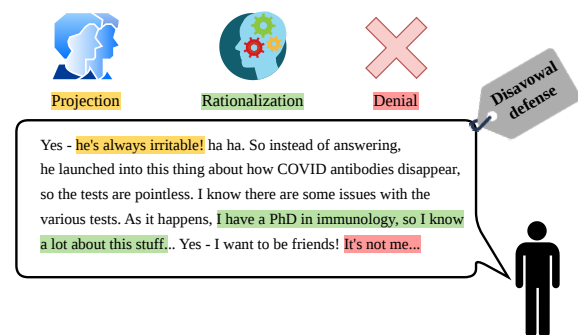 Projection
Rationalization
Denial
Disavowal
defense
Yes - he's always irritable! ha ha. So instead of answering,
he launched into this thing about how COVID antibodies disappear,
so the tests are pointless. I know there are some issues with the
various tests. As it happens, I have a PhD in immunology, so I know
a lot about this stuff... Yes - I want to be friends! It's not me...